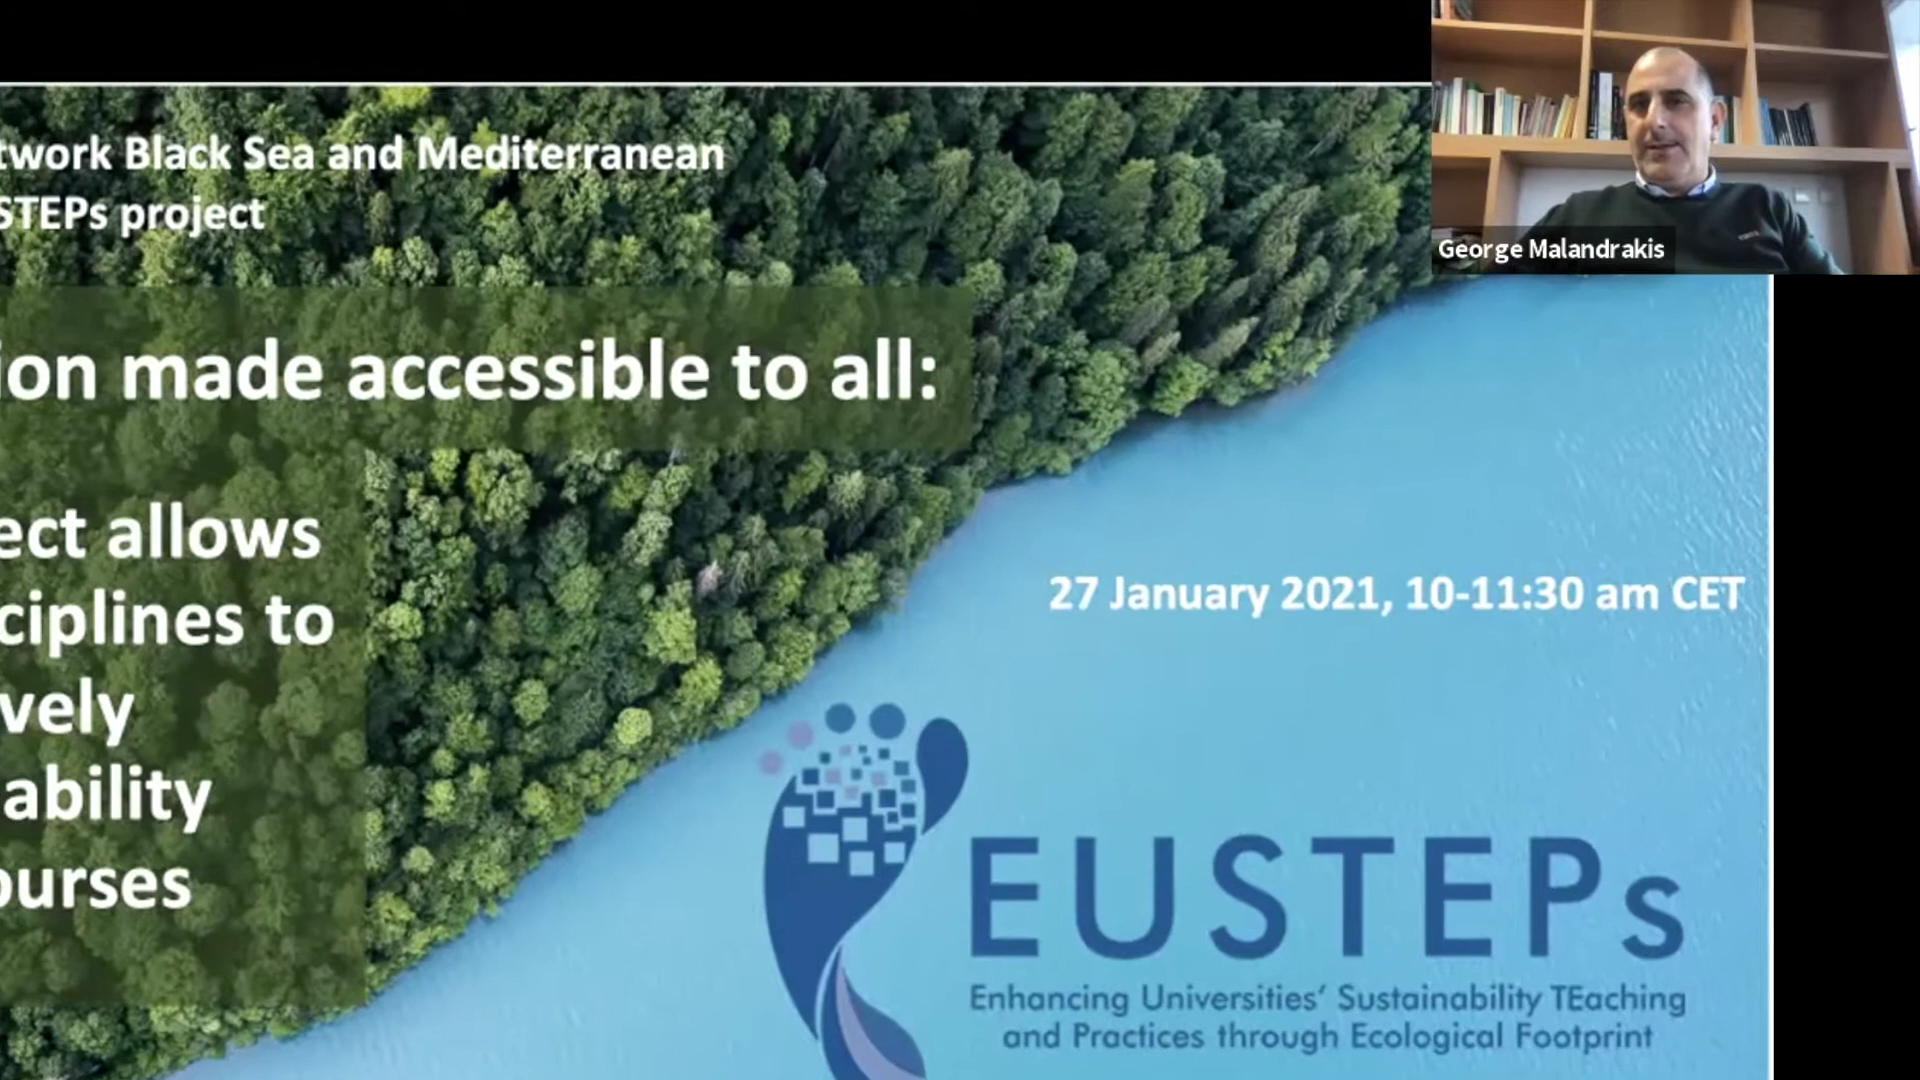 twork Black Sea and Mediterranean
STEPs project
George Malandrakis
ion made accessible to all:
ect allows
ciplines to
vely
ability
ourses
27 January 2021, 10-11:30 am CET
EUSTEPs
Enhancing Universities' Sustainability TEaching
and Practices through Ecological Footprint